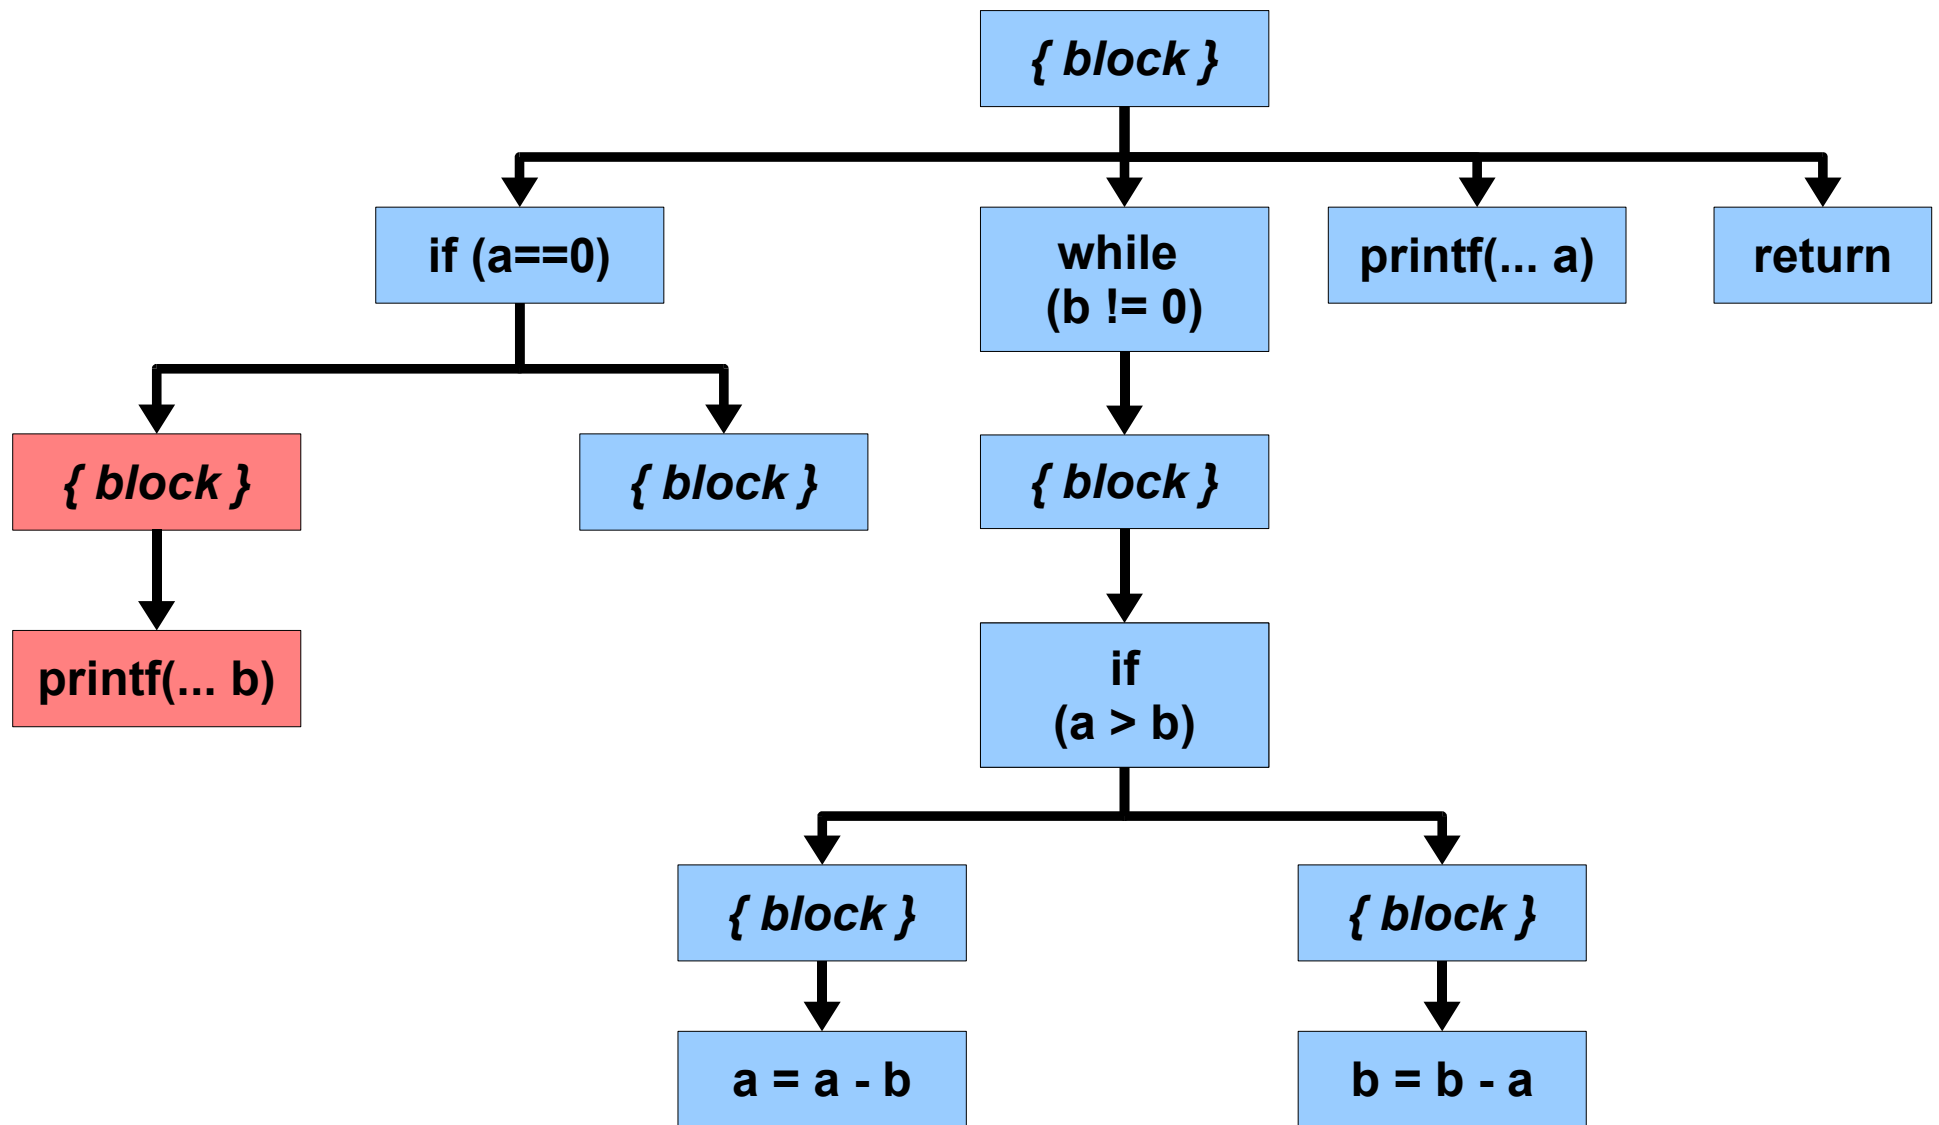 { block }
if (a==0)
while
(b != 0)
printf(... a)
return
{ block }
{ block }
{ block }
printf(... b)
if
(a > b)
{ block }
{ block }
a = a - b
b = b - a